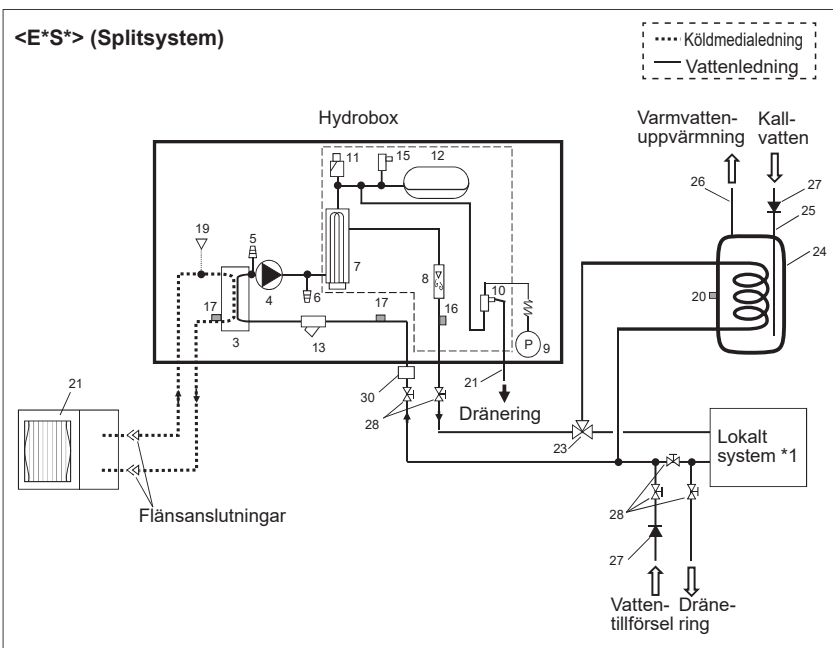 <E*S*> (Splitsystem)
Köldmedialedning
Vattenledning
Hydrobox
Varmvatten-
uppvärmning
Kall-
vatten
11
15
12
26
27
25
19
5
24
7
8
10
20
4
6
16
17
17
3
13
P
9
21
30
21
28
Dränering
23
Lokalt
system *1
Flänsanslutningar
28
27
Vatten-
tillförsel
Dräne-
ring